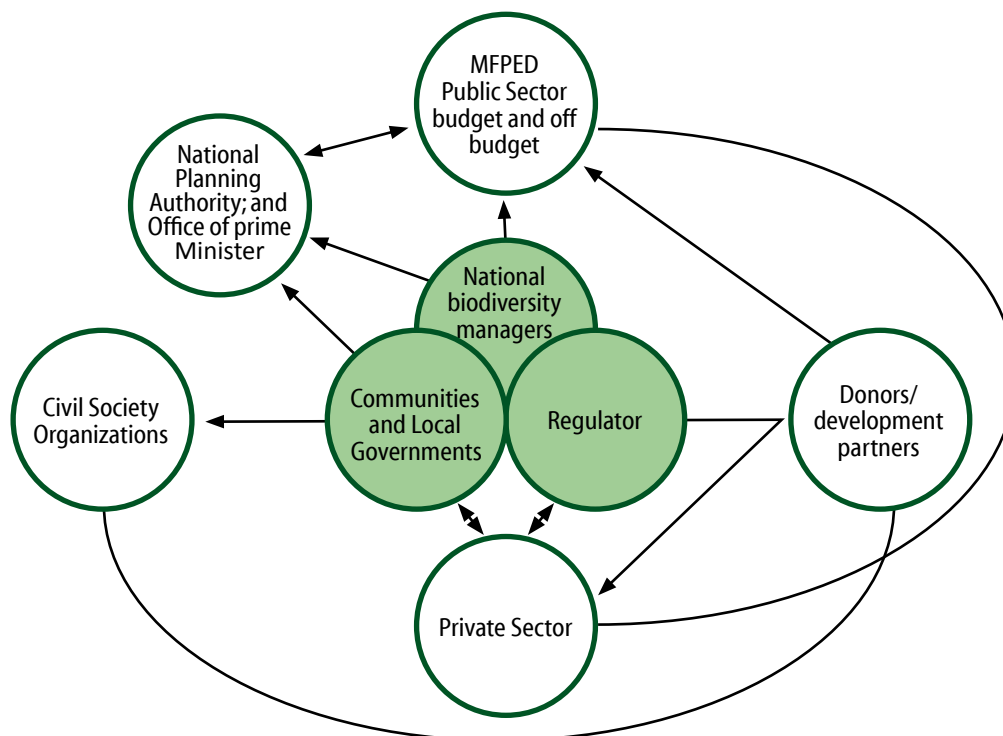 MFPED
Public Sector
budget and off
budget
National
Planning
Authority; and
Office of prime
Minister
National
biodiversity
managers
Civil Society
Organizations
Communities
and Local
Governments
Regulator
Donors/
development
partners
Private Sector